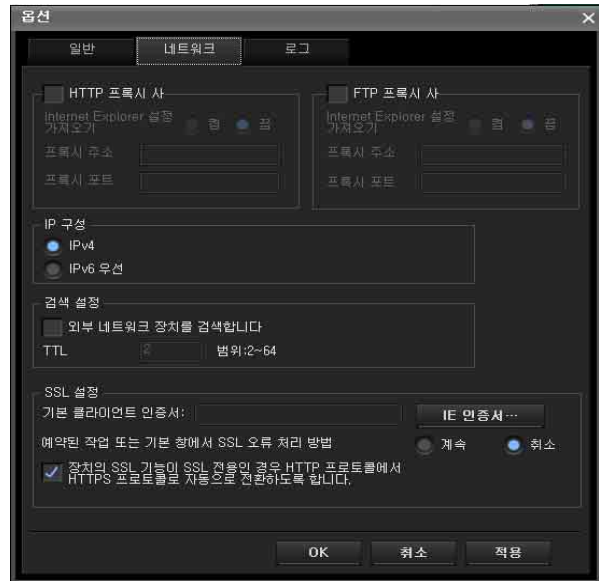 옵션
일반 네트워크 로그
HTTP 프록시 사 FTP 프록시 사
Internet Explorer 설정 Internet Explorer 설정
가져오기 켬 끔 가져오기 켬 끔
프록시 주소 프록시 주소
프록시 포트 프록시 포트
IP 구성
IPv4
IPv6 우선
검색 설정
외부 네트워크 장치를 검색합니다
TTL 2 범위:2~64
SSL 설정
기본 클라이언트 인증서: IE 인증서…
예약된 작업 또는 기본 창에서 SSL 오류 처리 방법 계속 취소
장치의 SSL 기능이 SSL 전용인 경우 HTTP 프로토콜에서
HTTPS 프로토콜로 자동으로 전환하도록 합니다.
OK 취소 적용